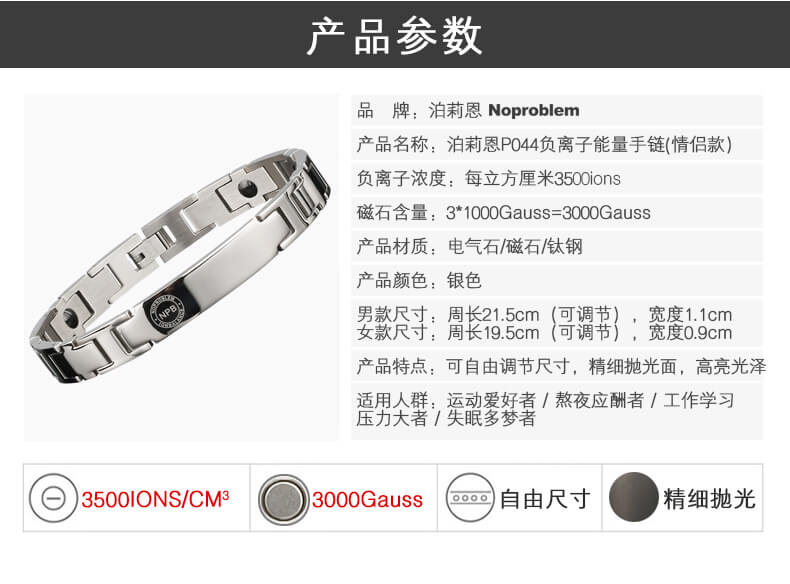 产品参数
品 牌：泊莉恩 Noproblem
产品名称：泊莉恩P044负离子能量手链(情侣款)
负离子浓度：每立方厘米3500ions
磁石含量：3*1000Gauss=3000Gauss
产品材质：电气石/磁石/钛钢
产品颜色：银色
男款尺寸：周长21.5cm（可调节），宽度1.1cm
女款尺寸：周长19.5cm（可调节），宽度0.9cm
产品特点：可自由调节尺寸，精细抛光面，高亮光泽
适用人群：运动爱好者 / 熬夜应酬者 / 工作学习
压力大者 / 失眠多梦者
NPB
3500IONS/CM³
3000Gauss
自由尺寸
精细抛光